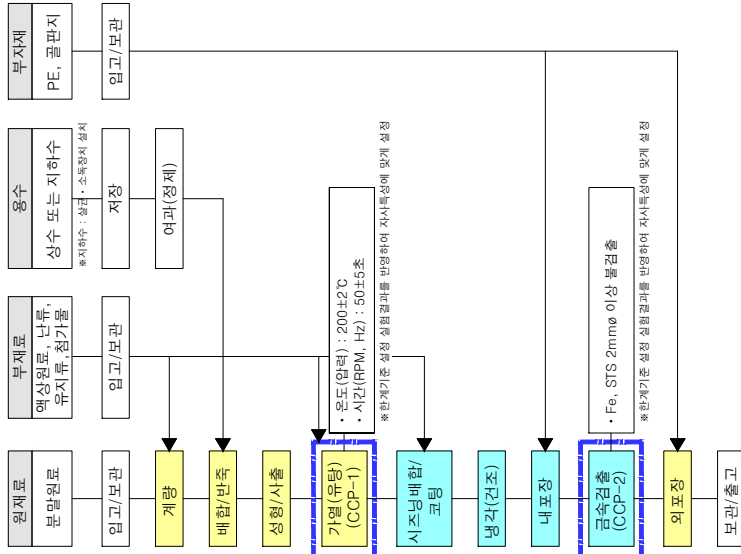 원재료
분말원료
입고/보관
계량
배합/반죽
성형/사출
가열(유탕)
(CCP-1)
시즈닝배합/
코팅
냉각(건조)
내포장
금속검출
(CCP-2)
외포장
보관/출고
부재료
액상원료, 난류,
유지류,첨가물
입고/보관
• 온도(압력) : 200±2℃
• 시간(RPM, Hz) : 50±5초
※한계기준 설정 실험결과를 반영하여 자사특성에 맞게 설정
• Fe, STS 2mmø 이상 불검출
※한계기준 설정 실험결과를 반영하여 자사특성에 맞게 설정
용수
상수 또는 지하수
※지하수 : 살균・소독장치 설치
저장
여과(정제)
부자재
PE, 골판지
입고/보관